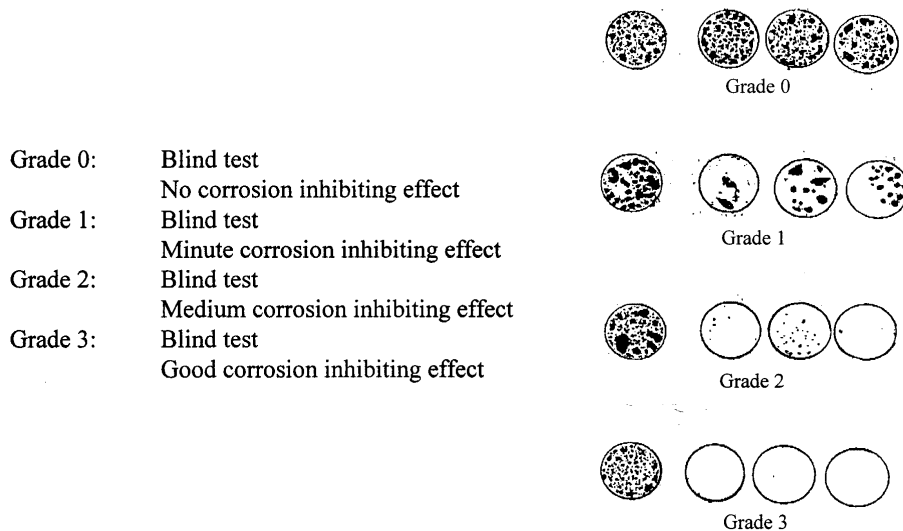 Grade 0: Blind test
No corrosion inhibiting effect
Grade 1: Blind test
Minute corrosion inhibiting effect
Grade 2: Blind test
Medium corrosion inhibiting effect
Grade 3: Blind test
Good corrosion inhibiting effect
Grade 0
Grade 1
Grade 2
Grade 3